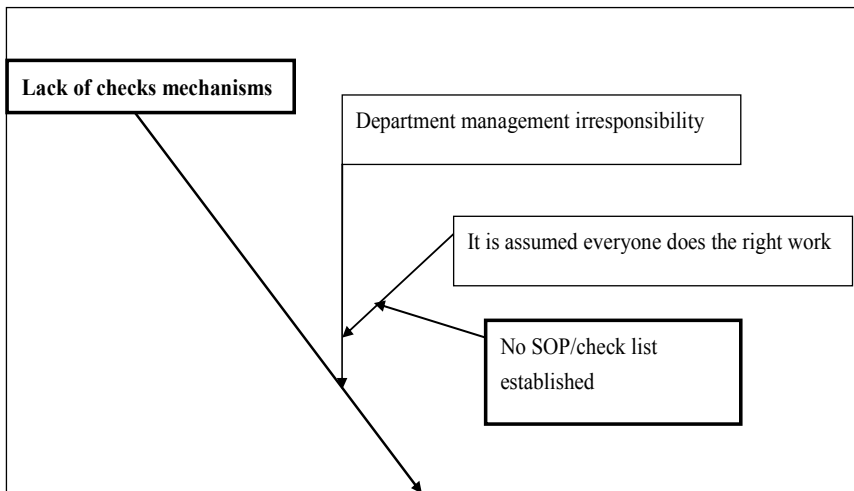 Lack of checks mechanisms
Department management irresponsibility
It is assumed everyone does the right work
No SOP/check list
established